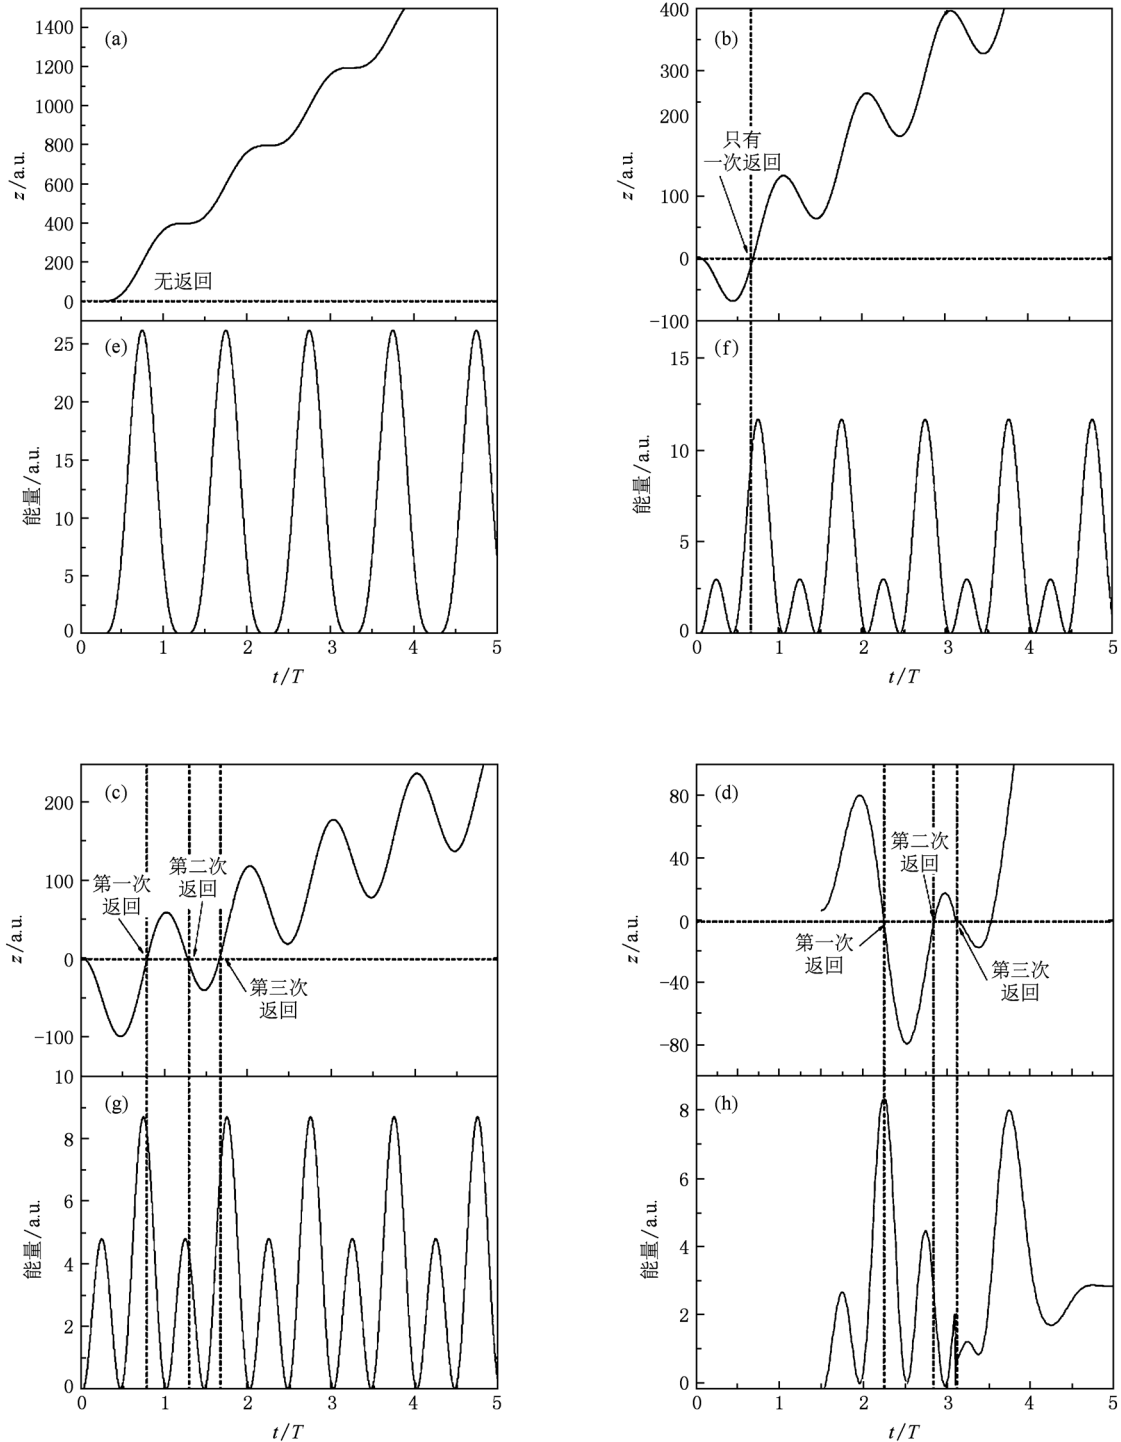 (a)
1400
1200
1000
800
600
400
200
0
z/a.u.
无返回
(b)
400
300
200
100
0
−100
z/a.u.
只有
一次返回
(e)
25
20
15
10
5
0
能量/a.u.
0
1
2
3
4
5
t/T
(f)
15
10
5
0
能量/a.u.
0
1
2
3
4
5
t/T
(c)
200
100
0
−100
z/a.u.
第一次
返回
第二次
返回
第三次
返回
(d)
80
40
0
−40
−80
z/a.u.
第二次
返回
第一次
返回
第三次
返回
(g)
10
8
6
4
2
0
能量/a.u.
0
1
2
3
4
5
t/T
(h)
8
6
4
2
0
能量/a.u.
0
1
2
3
4
5
t/T